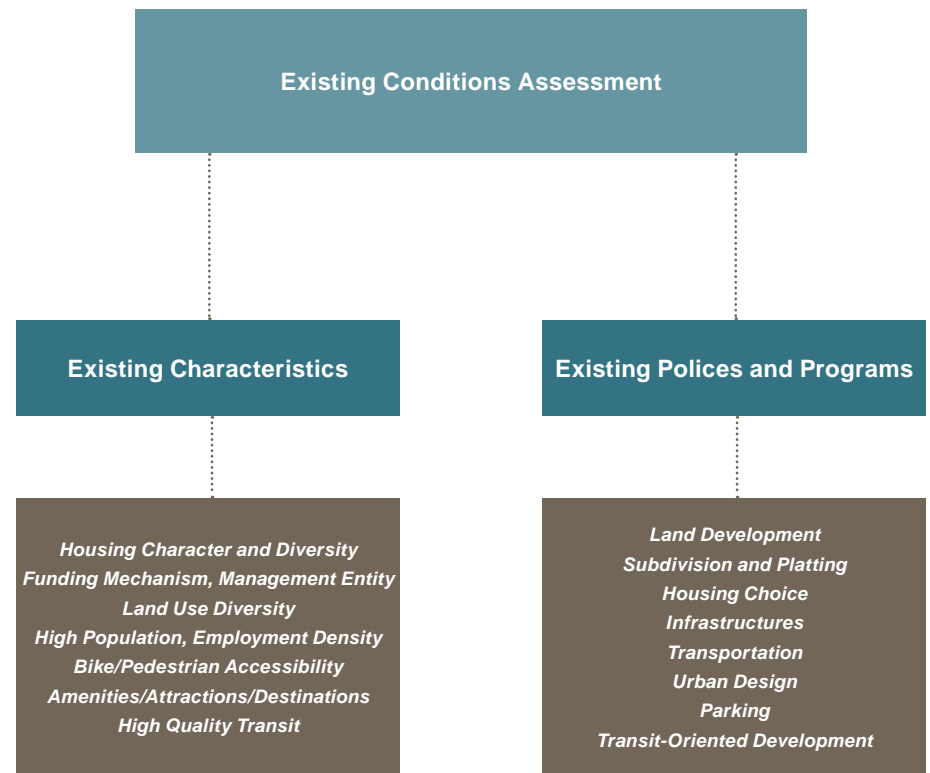 Existing Conditions Assessment
Existing Characteristics
Housing Character and Diversity
Funding Mechanism, Management Entity
Land Use Diversity
High Population, Employment Density
Bike/Pedestrian Accessibility
Amenities/Attractions/Destinations
High Quality Transit
Existing Polices and Programs
Land Development
Subdivision and Platting
Housing Choice
Infrastructures
Transportation
Urban Design
Parking
Transit-Oriented Development